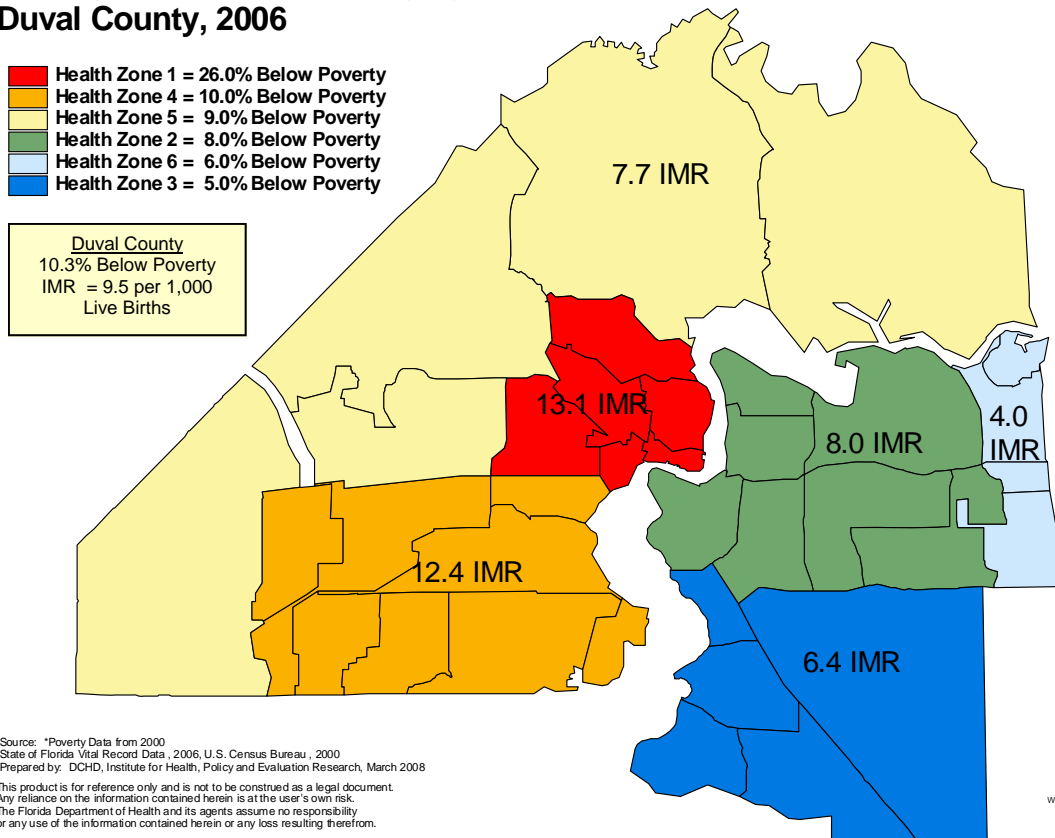 Duval County, 2006
Health Zone 1 = 26.0% Below Poverty
Health Zone 4 = 10.0% Below Poverty
Health Zone 5 = 9.0% Below Poverty
Health Zone 2 = 8.0% Below Poverty
Health Zone 6 = 6.0% Below Poverty
Health Zone 3 = 5.0% Below Poverty
Duval County
10.3% Below Poverty
IMR = 9.5 per 1,000
Live Births
7.7 IMR
13.1 IMR
8.0 IMR
4.0
IMR
12.4 IMR
6.4 IMR
Source: *Poverty Data from 2000
State of Florida Vital Record Data , 2006, U.S. Census Bureau , 2000
Prepared by: DCHD, Institute for Health, Policy and Evaluation Research, March 2008
This product is for reference only and is not to be construed as a legal document.
Any reliance on the information contained herein is at the user's own risk.
The Florida Department of Health and its agents assume no responsibility
or any use of the information contained herein or any loss resulting therefrom.
w